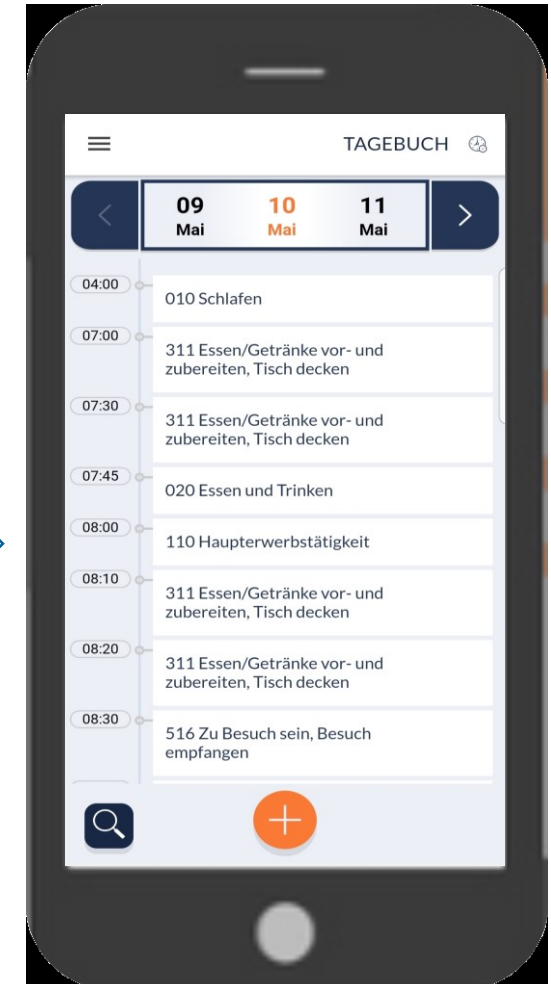 TAGEBUCH
09 10 11
Mai Mai Mai
04:00
010 Schlafen
07:00
311 Essen/Getränke vor- und
zubereiten, Tisch decken
07:30
311 Essen/Getränke vor- und
zubereiten, Tisch decken
07:45
020 Essen und Trinken
08:00
110 Haupterwerbstätigkeit
08:10
311 Essen/Getränke vor- und
zubereiten, Tisch decken
08:20
311 Essen/Getränke vor- und
zubereiten, Tisch decken
08:30
516 Zu Besuch sein, Besuch
empfangen